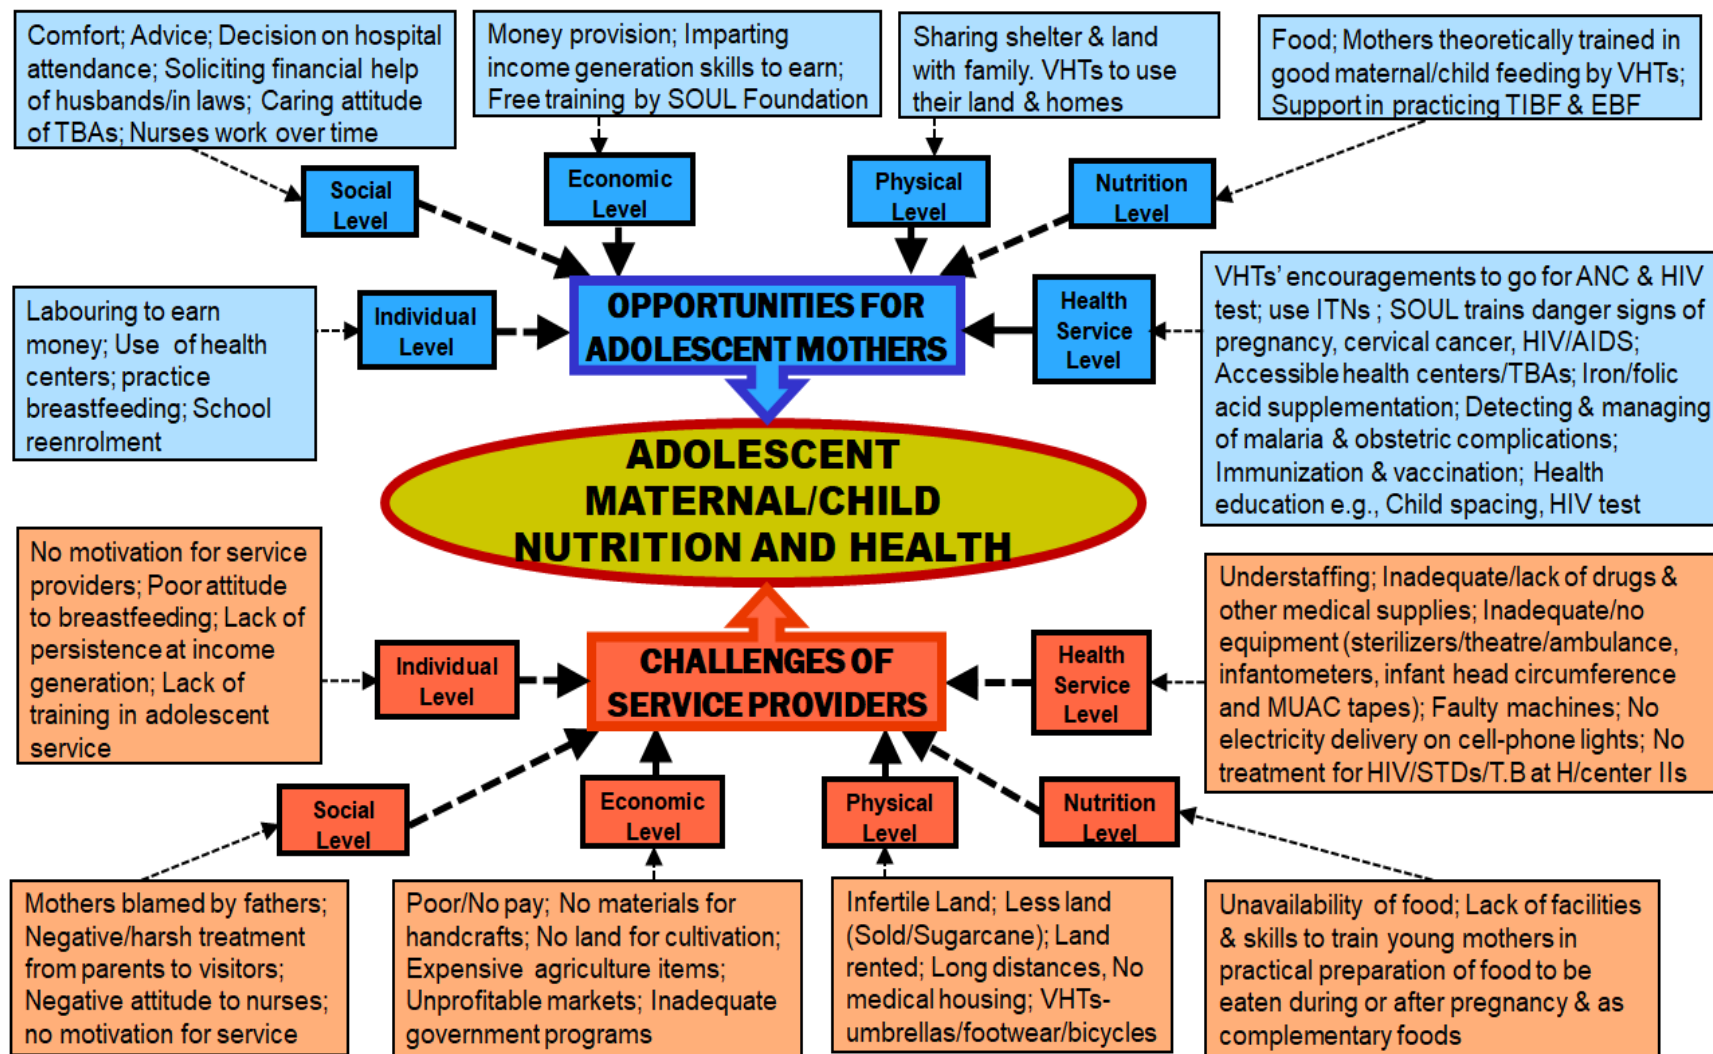 Comfort; Advice; Decision on hospital
attendance; Soliciting financial help
of husbands/in laws; Caring attitude
of TBAs; Nurses work over time
Money provision; Imparting
income generation skills to earn;
Free training by SOUL Foundation
Sharing shelter & land
with family. VHTs to use
their land & homes
Food; Mothers theoretically trained in
good maternal/child feeding by VHTs;
Support in practicing TIBF & EBF
Social
Level
Economic
Level
Physical
Level
Nutrition
Level
Labouring to earn
money; Use of health
centers; practice
breastfeeding; School
reenrolment
Individual
Level
OPPORTUNITIES FOR
ADOLESCENT MOTHERS
Health
Service
Level
VHTs' encouragements to go for ANC & HIV
test; use ITNs ; SOUL trains danger signs of
pregnancy, cervical cancer, HIV/AIDS;
Accessible health centers/TBAs; Iron/folic
acid supplementation; Detecting & managing
of malaria & obstetric complications;
Immunization & vaccination; Health
education e.g., Child spacing, HIV test
ADOLESCENT
MATERNAL/CHILD
NUTRITION AND HEALTH
No motivation for service
providers; Poor attitude
to breastfeeding; Lack of
persistence at income
generation; Lack of
training in adolescent
service
Individual
Level
CHALLENGES OF
SERVICE PROVIDERS
Health
Service
Level
Understaffing; Inadequate/lack of drugs &
other medical supplies; Inadequate/no
equipment (sterilizers/theatre/ambulance,
infantometers, infant head circumference
and MUAC tapes); Faulty machines; No
electricity delivery on cell-phone lights; No
treatment for HIV/STDs/T.B at H/center IIs
Social
Level
Economic
Level
Physical
Level
Nutrition
Level
Mothers blamed by fathers;
Negative/harsh treatment
from parents to visitors;
Negative attitude to nurses;
no motivation for service
Poor/No pay; No materials for
handcrafts; No land for cultivation;
Expensive agriculture items;
Unprofitable markets; Inadequate
government programs
Infertile Land; Less land
(Sold/Sugarcane); Land
rented; Long distances, No
medical housing; VHTs-
umbrellas/footwear/bicycles
Unavailability of food; Lack of facilities
& skills to train young mothers in
practical preparation of food to be
eaten during or after pregnancy & as
complementary foods